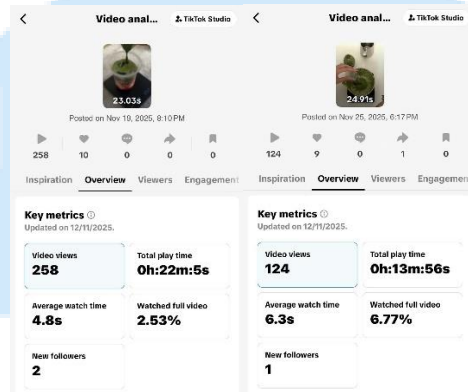 Video anal... TikTok Studio
23.03s
Posted on Nov 19, 2025, 8:10 PM
258 10 0 0 0
Inspiration Overview Viewers Engagement
Key metrics
Updated on 12/11/2025.
Video views Total play time
258 0h:22m:5s
Average watch time Watched full video
4.8s 2.53%
New followers
2
Video anal... TikTok Studio
24.91s
Posted on Nov 25, 2025, 6:17 PM
124 9 0 1 0
Inspiration Overview Viewers Engagemen
Key metrics
Updated on 12/11/2025.
Video views Total play time
124 0h:13m:56s
Average watch time Watched full video
6.3s 6.77%
New followers
1